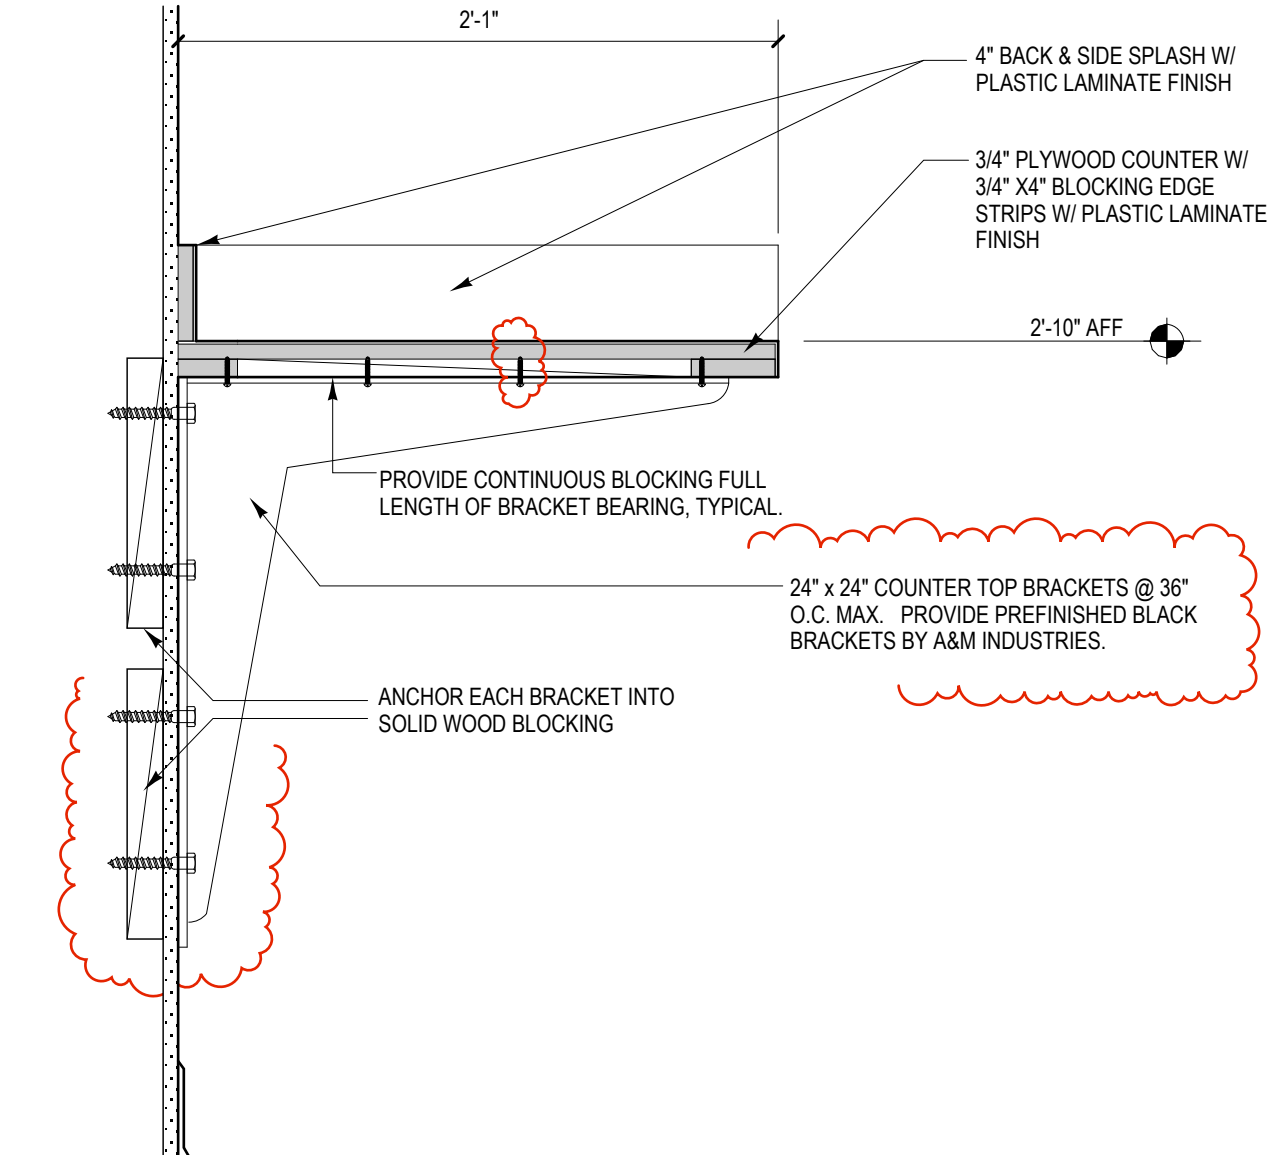 2'-1"
4" BACK & SIDE SPLASH W/
PLASTIC LAMINATE FINISH
3/4" PLYWOOD COUNTER W/
3/4" X4" BLOCKING EDGE
STRIPS W/ PLASTIC LAMINATE
FINISH
2'-10" AFF
PROVIDE CONTINUOUS BLOCKING FULL
LENGTH OF BRACKET BEARING, TYPICAL.
24" x 24" COUNTER TOP BRACKETS @ 36"
O.C. MAX. PROVIDE PREFINISHED BLACK
BRACKETS BY A&M INDUSTRIES.
ANCHOR EACH BRACKET INTO
SOLID WOOD BLOCKING